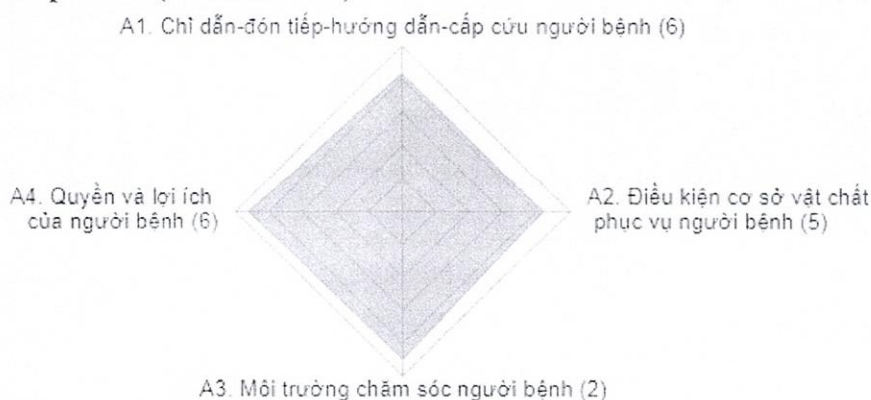 A1. Chỉ dẫn-đón tiếp-hướng dẫn-cấp cứu người bệnh (6)
A4. Quyền và lợi ích
của người bệnh (6)
A2. Điều kiện cơ sở vật chất
phục vụ người bệnh (5)
A3. Môi trường chăm sóc người bệnh (2)